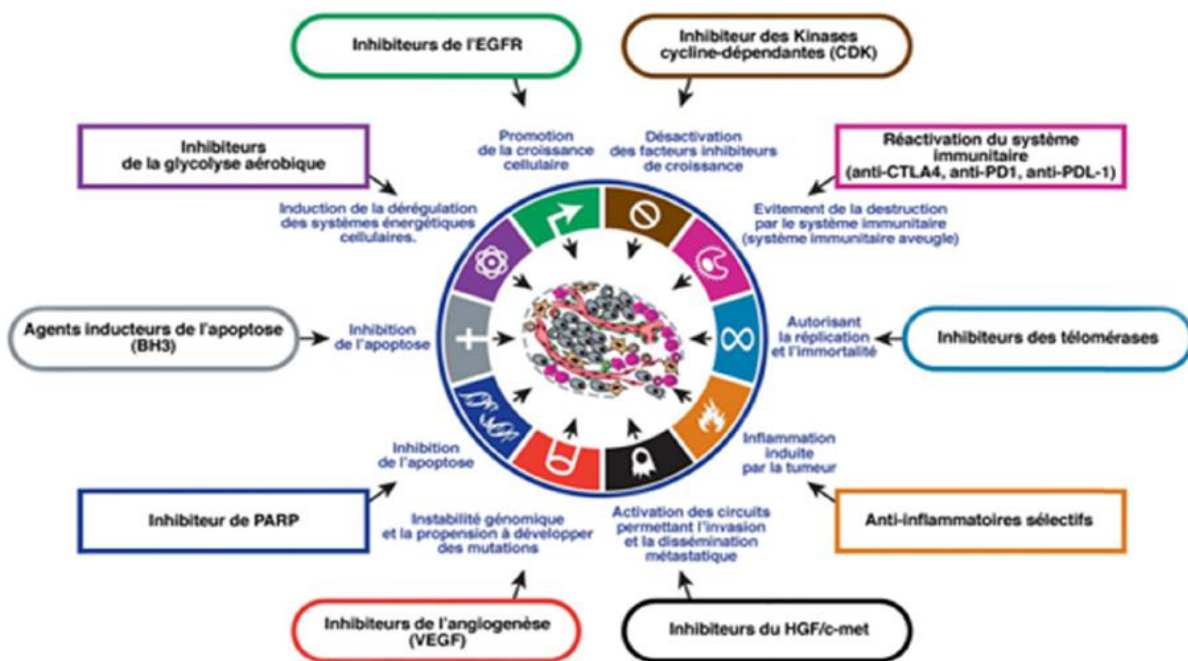 Inhibiteurs de l'EGFR
Inhibiteur des Kinases
cycline-dépendantes (CDK)
Inhibiteurs
de la glycolyse aérobique
Promotion
de la croissance
cellulaire
Désactivation
des facteurs inhibiteurs
de croissance
Réactivation du système
immunitaire
(anti-CTLA4, anti-PD1, anti-PDL-1)
Induction de la dérégulation
des systèmes énergétiques
cellulaires.
Evitement de la destruction
par le système immunitaire
(système immunitaire aveugle)
Agents inducteurs de l'apoptose
(BH3)
Inhibition
de l'apoptose
Autorisant
la réplication
et l'immortalité
Inhibiteurs des télomérases
Inhibition
de l'apoptose
Inflammation
induite
par la tumeur
Inhibiteur de PARP
Instabilité génomique
et la propension à développer
des mutations
Activation des circuits
permettant l'invasion
et la dissémination
métastatique
Anti-inflammatoires sélectifs
Inhibiteurs de l'angiogenèse
(VEGF)
Inhibiteurs du HGF/c-met